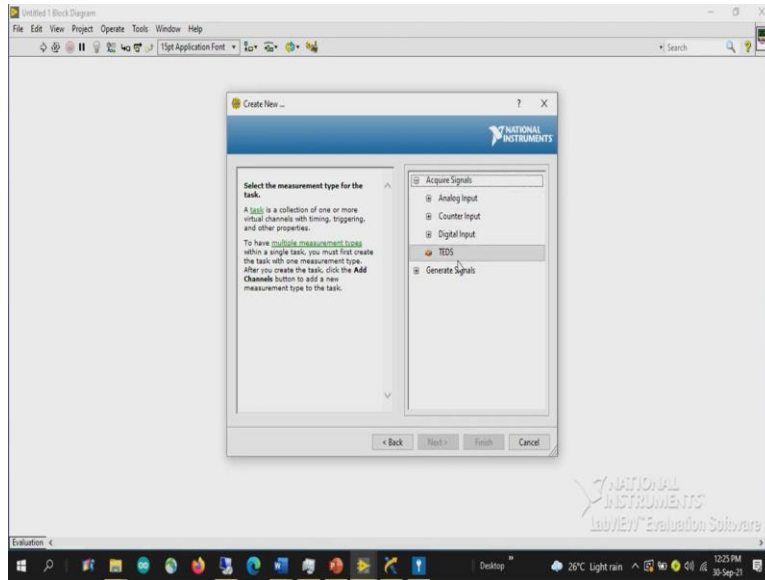 Untitled 1 Block Diagram
File Edit View Project Operate Tools Window Help
15pt Application Font
Search
Create New ...
NATIONAL
INSTRUMENTS
Select the measurement type for the
task.
A task is a collection of one or more
virtual channels with timing, triggering,
and other properties.
To have multiple measurement types
within a single task, you must first create
the task with one measurement type.
After you create the task, click the Add
Channels button to add a new
measurement type to the task.
Acquire Signals
Analog Input
Counter Input
Digital Input
TEDS
Generate Signals
< Back Next > Finish Cancel
NATIONAL
INSTRUMENTS
LabVIEW Evaluation Software
Evaluation
Desktop
26°C Light rain
12:25 PM
30-Sep-21